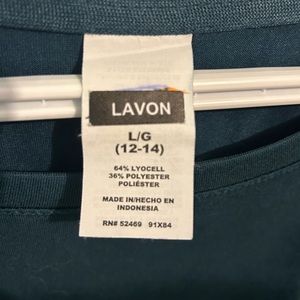 LAVON
L/G
(12-14)
64% LYOCELL
36% POLYESTER
POLIÉSTER
MADE IN/HECHO EN
INDONESIA
RN# 52469 91X84